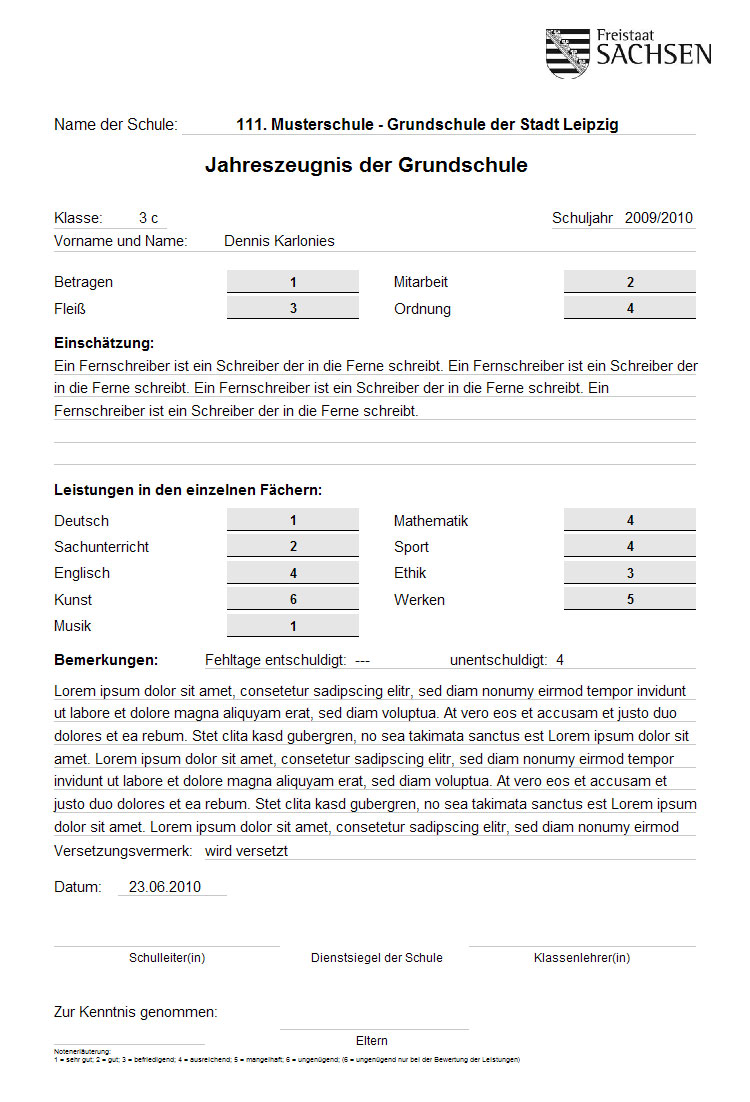 Freistaat
SACHSEN
Name der Schule: 111. Musterschule - Grundschule der Stadt Leipzig
Jahreszeugnis der Grundschule
Klasse: 3 c Schuljahr 2009/2010
Vorname und Name: Dennis Karlonies
Betragen 1 Mitarbeit 2
Fleiß 3 Ordnung 4
Einschätzung:
Ein Fernschreiber ist ein Schreiber der in die Ferne schreibt. Ein Fernschreiber ist ein Schreiber der
in die Ferne schreibt. Ein Fernschreiber ist ein Schreiber der in die Ferne schreibt. Ein
Fernschreiber ist ein Schreiber der in die Ferne schreibt.
Leistungen in den einzelnen Fächern:
Deutsch 1 Mathematik 4
Sachunterricht 2 Sport 4
Englisch 4 Ethik 3
Kunst 6 Werken 5
Musik 1
Bemerkungen: Fehltage entschuldigt: --- unentschuldigt: 4
Lorem ipsum dolor sit amet, consetetur sadipscing elitr, sed diam nonumy eirmod tempor invidunt
ut labore et dolore magna aliquyam erat, sed diam voluptua. At vero eos et accusam et justo duo
dolores et ea rebum. Stet clita kasd gubergren, no sea takimata sanctus est Lorem ipsum dolor sit
amet. Lorem ipsum dolor sit amet, consetetur sadipscing elitr, sed diam nonumy eirmod tempor
invidunt ut labore et dolore magna aliquyam erat, sed diam voluptua. At vero eos et accusam et
justo duo dolores et ea rebum. Stet clita kasd gubergren, no sea takimata sanctus est Lorem ipsum
dolor sit amet. Lorem ipsum dolor sit amet, consetetur sadipscing elitr, sed diam nonumy eirmod
Versetzungsvermerk: wird versetzt
Datum: 23.06.2010
Schulleiter(in) Dienstsiegel der Schule Klassenlehrer(in)
Zur Kenntnis genommen:
Eltern
Notenerläuterung:
1 = sehr gut; 2 = gut; 3 = befriedigend; 4 = ausreichend; 5 = mangelhaft; 6 = ungenügend; (6 = ungenügend nur bei der Bewertung der Leistungen)